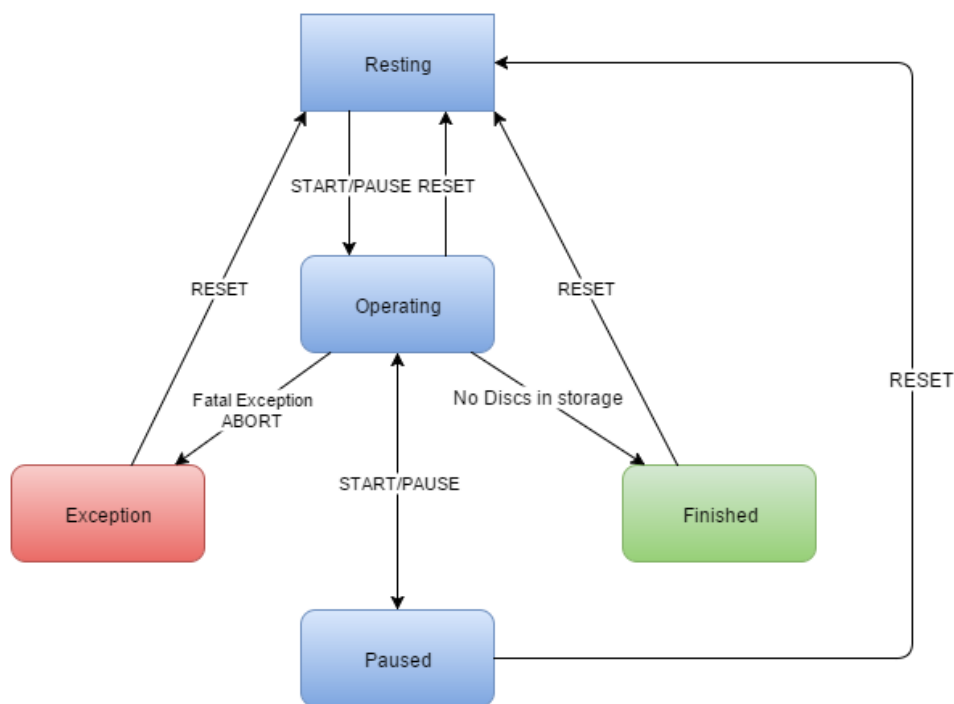 Resting
START/PAUSE RESET
RESET
Operating
RESET
Fatal Exception
ABORT
No Discs in storage
RESET
START/PAUSE
Exception
Finished
Paused